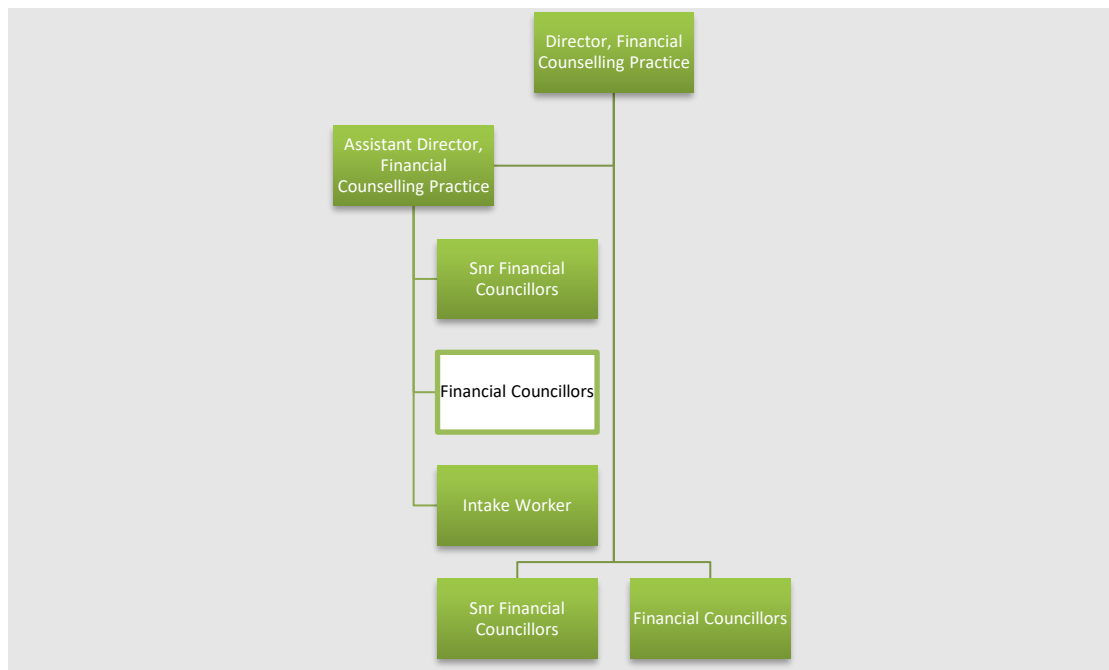 Director, Financial
Counselling Practice
Assistant Director,
Financial
Counselling Practice
Snr Financial
Councillors
Financial Councillors
Intake Worker
Snr Financial
Councillors
Financial Councillors